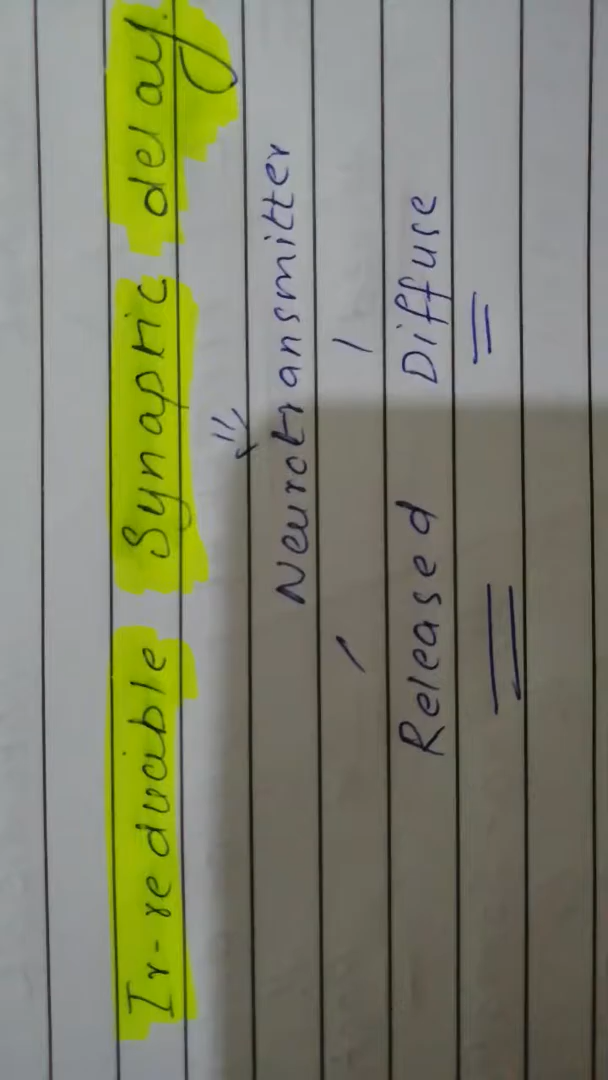 Ir-reducible Synaptic delay.
Neurotransmitter
Released Diffuse